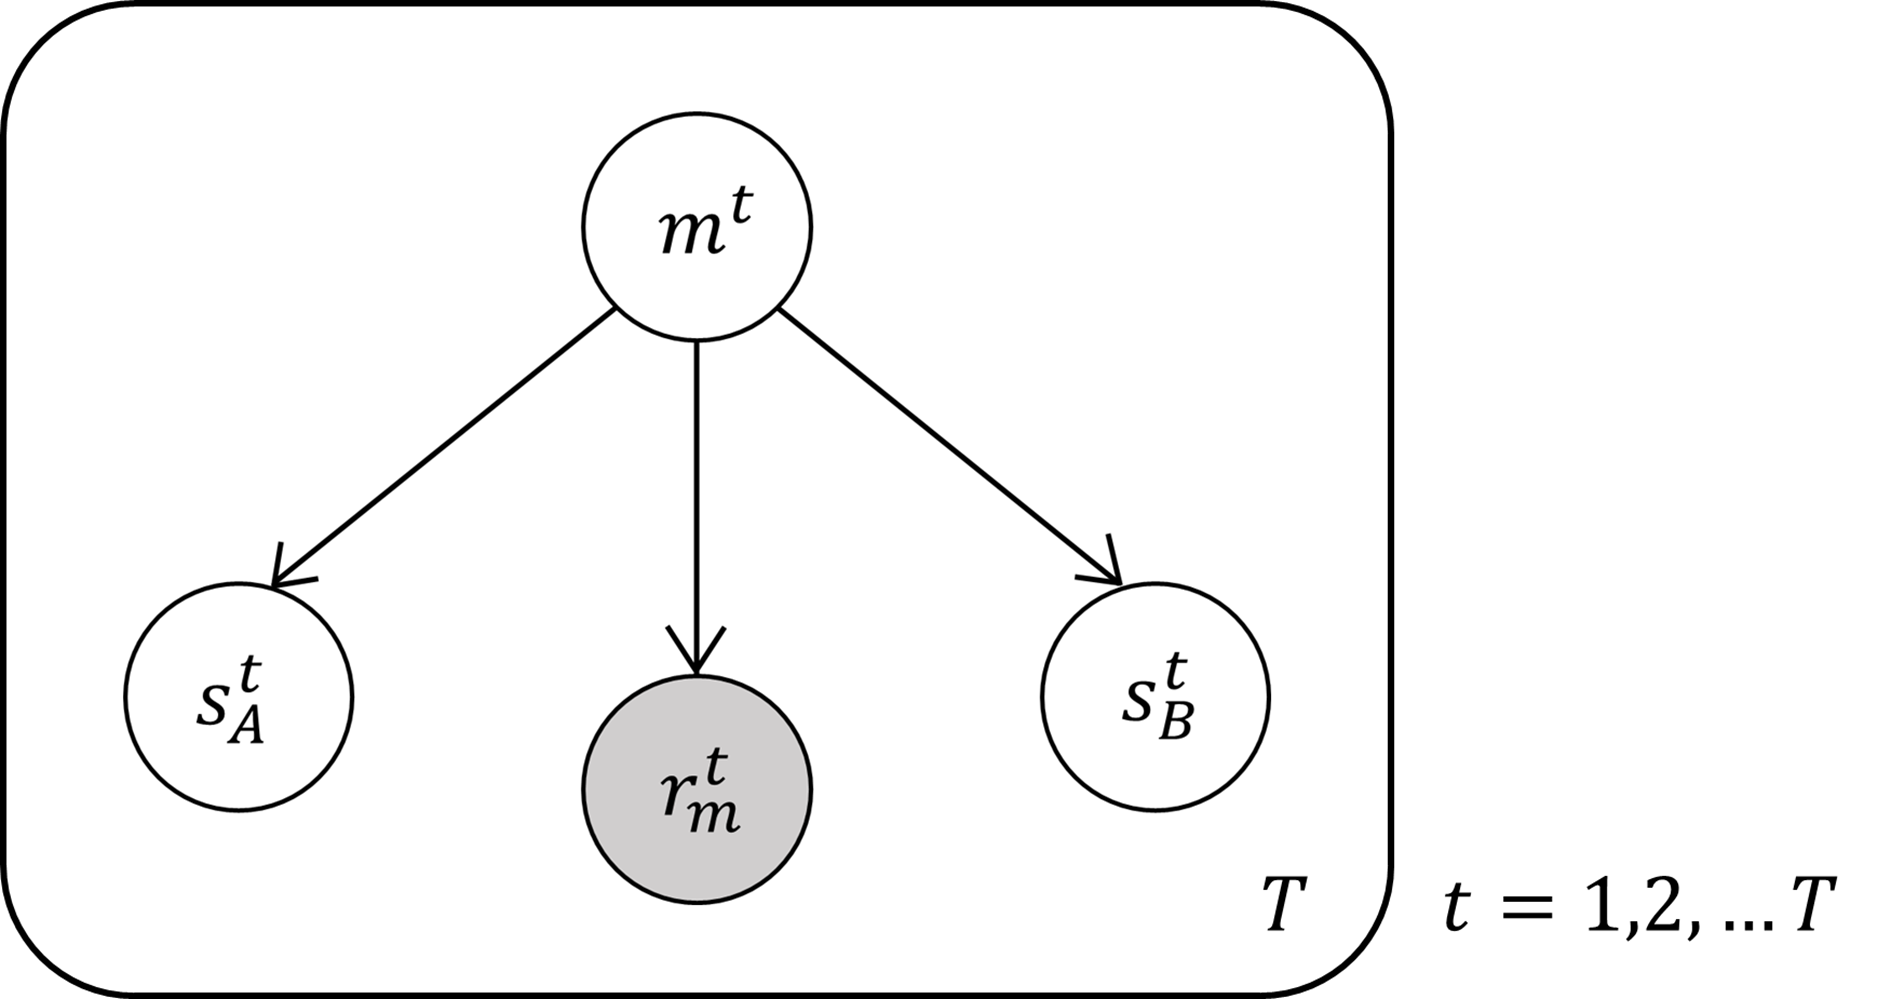 m^t
s_A^t
r_m^t
s_B^t
T
t = 1,2, … T